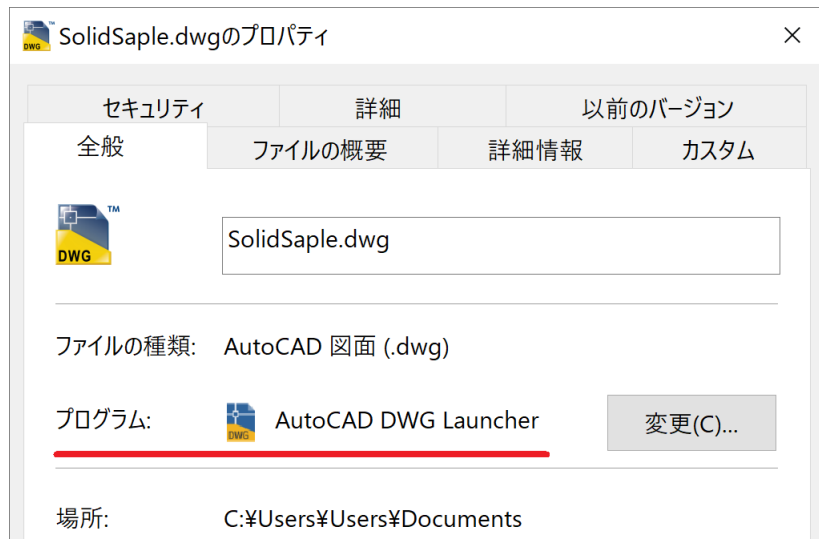 SolidSaple.dwgのプロパティ
セキュリティ 詳細 以前のバージョン
全般 ファイルの概要 詳細情報 カスタム
DWG TM
SolidSaple.dwg
ファイルの種類: AutoCAD 図面 (.dwg)
プログラム: DWG AutoCAD DWG Launcher 変更(C)...
場所: C:¥Users¥Users¥Documents